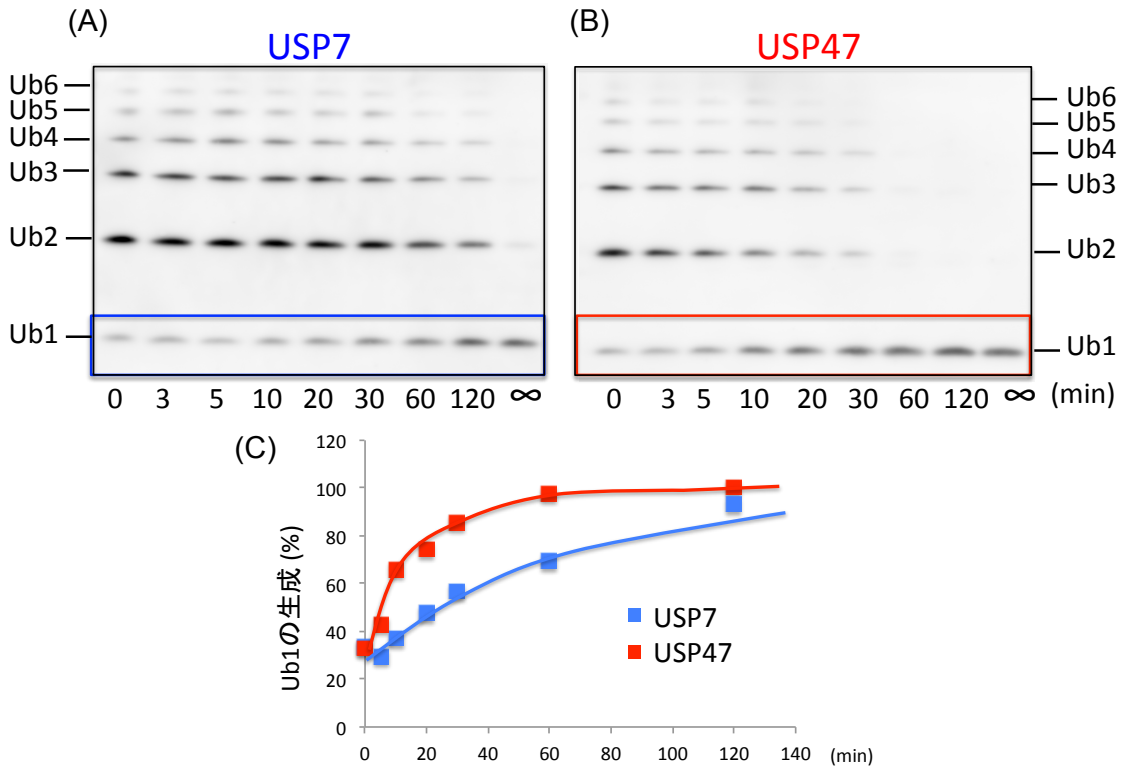 (A)
USP7
Ub6
Ub5
Ub4
Ub3
Ub2
Ub1
0 3 5 10 20 30 60 120 ∞
(B)
USP47
Ub6
Ub5
Ub4
Ub3
Ub2
Ub1
0 3 5 10 20 30 60 120 ∞ (min)
(C)
Ub1の生成 (%)
120
100
80
60
40
20
0
USP7
USP47
0 20 40 60 80 100 120 140 (min)